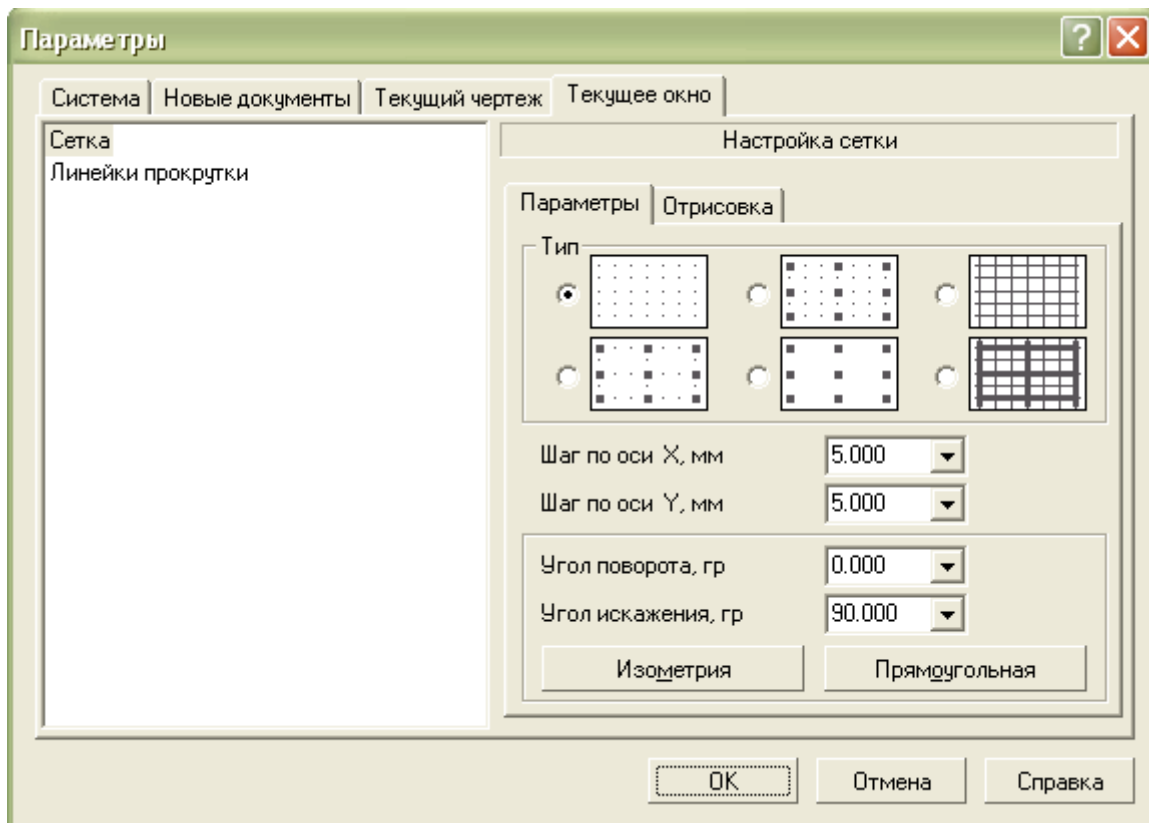 Параметры
Система Новые документы Текущий чертеж Текущее окно
Сетка
Линейки прокрутки
Настройка сетки
Параметры Отрисовка
Тип
Шаг по оси X, мм 5.000
Шаг по оси Y, мм 5.000
Угол поворота, гр 0.000
Угол искажения, гр 90.000
Изометрия Прямоугольная
OK Отмена Справка